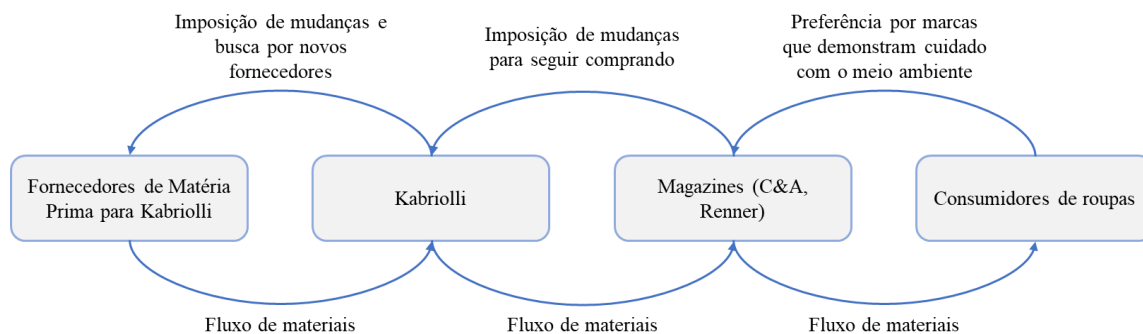 Imposição de mudanças e
busca por novos
fornecedores
Imposição de mudanças
para seguir comprando
Preferência por marcas
que demonstram cuidado
com o meio ambiente
Fornecedores de Matéria
Prima para Kabriolli
Kabriolli
Magazines (C&A,
Renner)
Consumidores de roupas
Fluxo de materiais
Fluxo de materiais
Fluxo de materiais